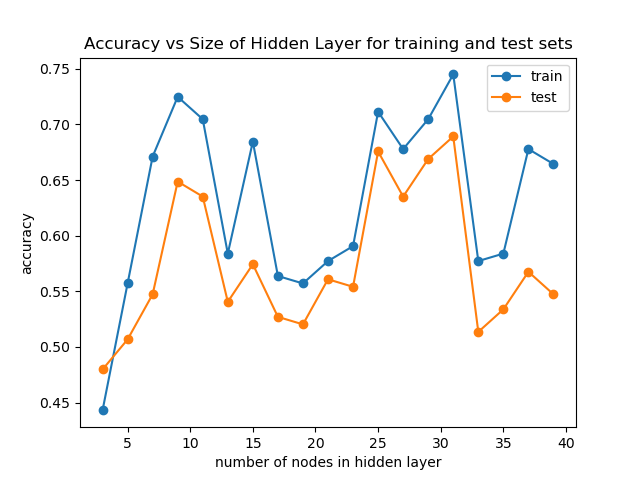 Accuracy vs Size of Hidden Layer for training and test sets
train
test
0.75
0.70
0.65
0.60
0.55
0.50
0.45
accuracy
5 10 15 20 25 30 35 40
number of nodes in hidden layer